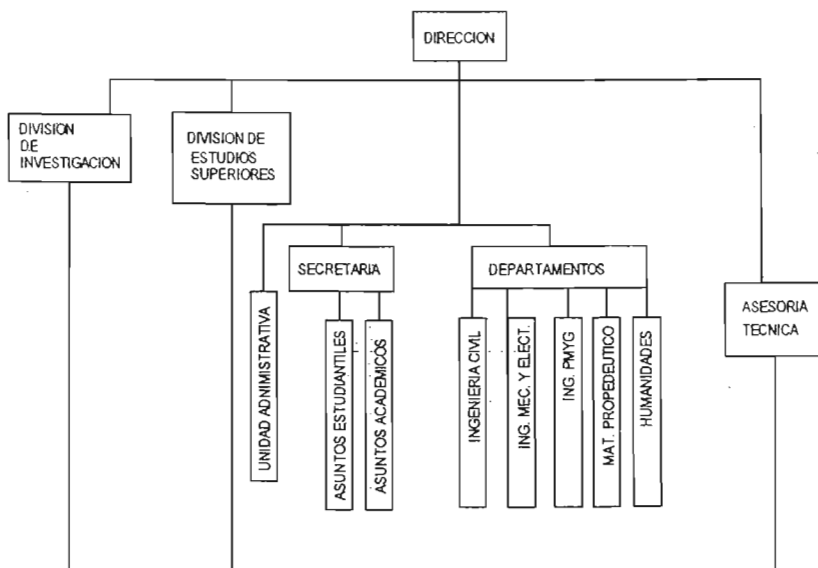 DIRECCION
DIVISION
DE
INVESTIGACION
DIVISION DE
ESTUDIOS
SUPERIORES
SECRETARIA
DEPARTAMENTOS
ASESORIA
TECNICA
UNIDAD ADNIMISTRATIVA
ASUNTOS ESTUDIANTILES
ASUNTOS ACADEMICOS
INGENIERIA CIVIL
ING. MEC. Y ELECT.
ING. PMYG
MAT. PROPEDEUTICO
HUMANIDADES